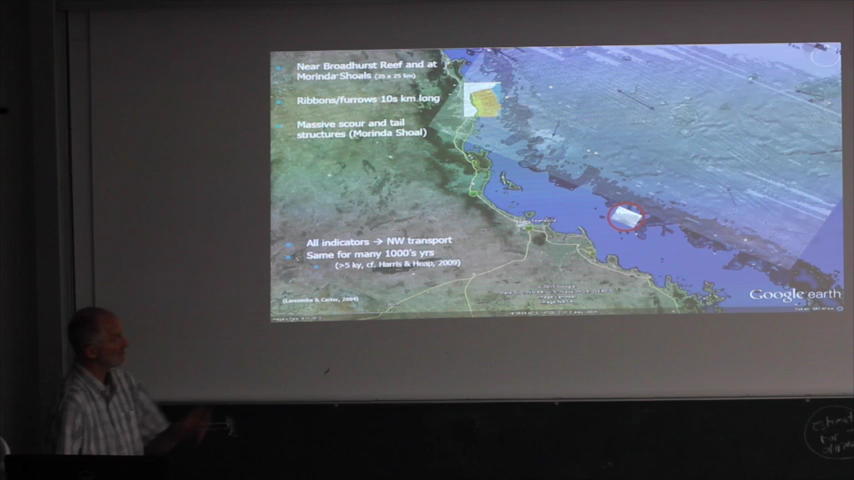 Near Broadhurst Reef and at
Morinda Shoals (35 x 25 km)
Ribbons/furrows 10s km long
Massive scour and tail
structures (Morinda Shoal)
All indicators → NW transport
Same for many 1000's yrs
(>5 ky, cf. Harris & Heap, 2009)
(Larcombe & Carter, 2004)
Google earth